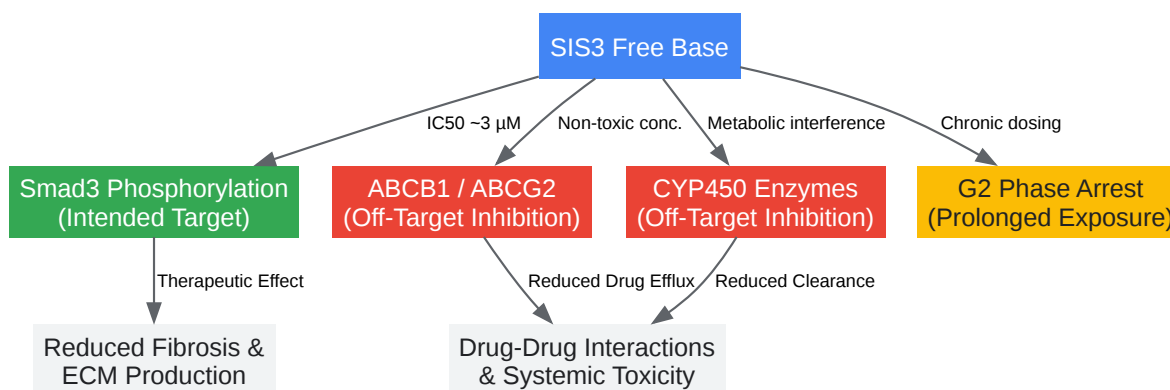 SIS3 Free Base
IC50 ~3 µM
Non-toxic conc.
Metabolic interference
Chronic dosing
Smad3 Phosphorylation
(Intended Target)
ABCB1 / ABCG2
(Off-Target Inhibition)
CYP450 Enzymes
(Off-Target Inhibition)
G2 Phase Arrest
(Prolonged Exposure)
Therapeutic Effect
Reduced Drug Efflux
Reduced Clearance
Reduced Fibrosis &
ECM Production
Drug-Drug Interactions
& Systemic Toxicity